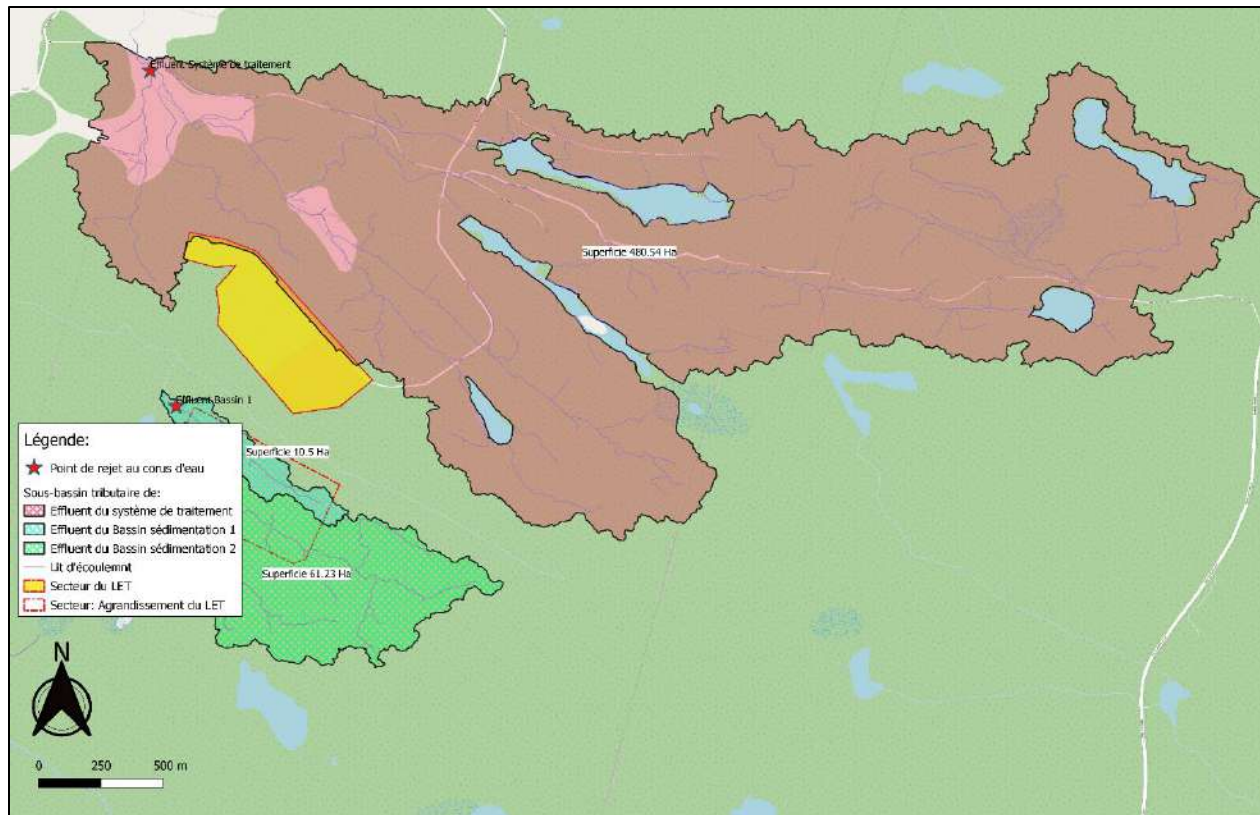 Effluent Système de traitement
Superficie 480.54 Ha
Effluent Bassin 1
Superficie 10.5 Ha
Superficie 61.23 Ha
Légende:
Point de rejet au corus d'eau
Sous-bassin tributaire de:
Effluent du système de traitement
Effluent du Bassin sédimentation 1
Effluent du Bassin sédimentation 2
Lit d'écoulemnt
Secteur du LET
Secteur: Agrandissement du LET
N
0 250 500 m